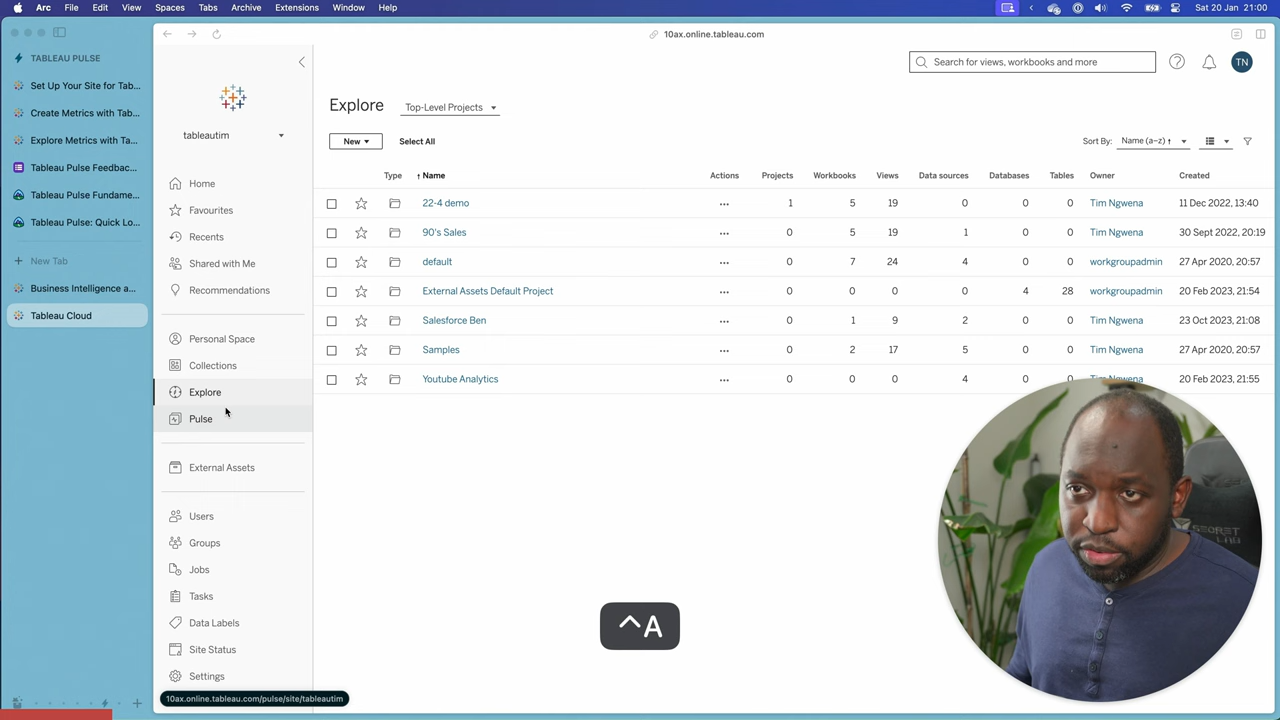 Arc File Edit View Spaces Tabs Archive Extensions Window Help
Sat 20 Jan 21:00
10ax.online.tableau.com
TABLEAU PULSE
Set Up Your Site for Tab...
Create Metrics with Tab...
Explore Metrics with Ta...
Tableau Pulse Feedbac...
Tableau Pulse Fundame...
Tableau Pulse: Quick Lo...
New Tab
Business Intelligence a...
Tableau Cloud
tableautim
Home
Favourites
Recents
Shared with Me
Recommendations
Personal Space
Collections
Explore
Pulse
External Assets
Users
Groups
Jobs
Tasks
Data Labels
Site Status
Settings
10ax.online.tableau.com/pulse/site/tableautim
Search for views, workbooks and more
TN
Explore Top-Level Projects
New Select All
Sort By: Name (a–z) ↑
Type ↑ Name Actions Projects Workbooks Views Data sources Databases Tables Owner Created
22-4 demo ... 1 5 19 0 0 0 Tim Ngwena 11 Dec 2022, 13:40
90's Sales ... 0 5 19 1 0 0 Tim Ngwena 30 Sept 2022, 20:19
default ... 0 7 24 4 0 0 workgroupadmin 27 Apr 2020, 20:57
External Assets Default Project ... 0 0 0 0 4 28 workgroupadmin 20 Feb 2023, 21:54
Salesforce Ben ... 0 1 9 2 0 0 Tim Ngwena 23 Oct 2023, 21:08
Samples ... 0 2 17 5 0 0 Tim Ngwena 27 Apr 2020, 20:57
Youtube Analytics ... 0 0 0 4 0 0 Tim Ngwena 20 Feb 2023, 21:55
^A
SECRET